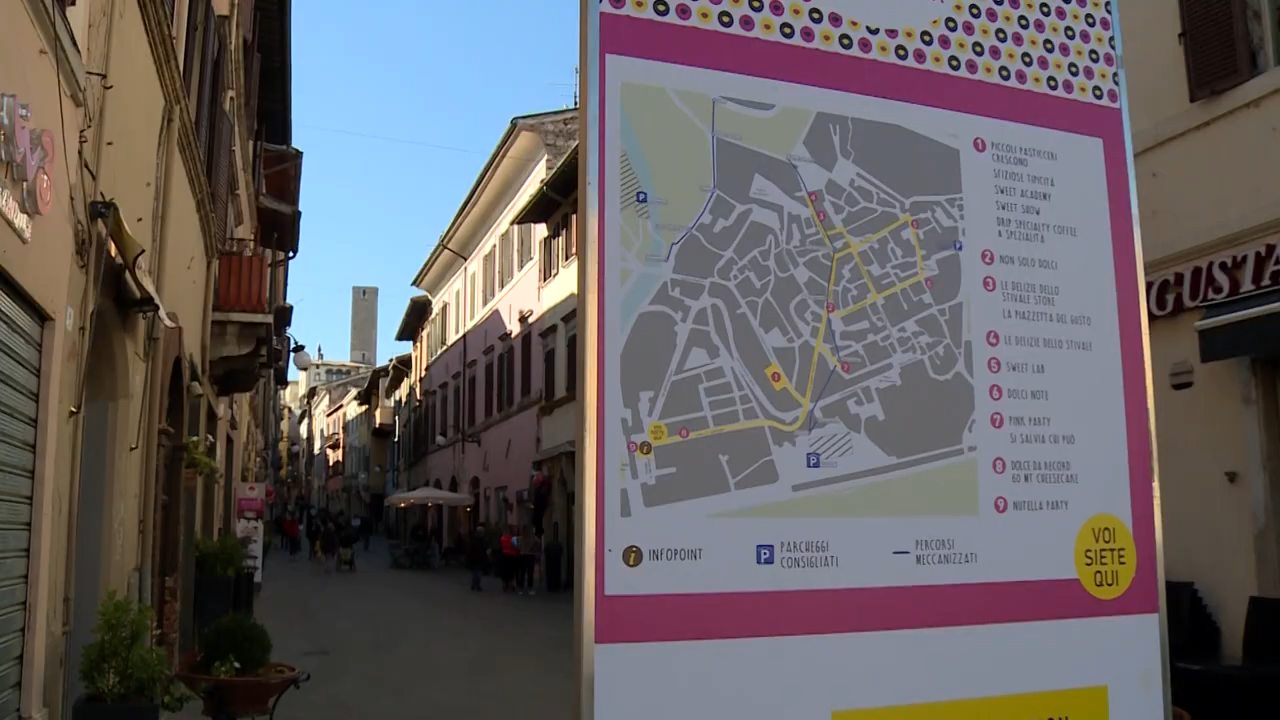 1 PICCOLI PASTICCERI
CRESCONO
SFIZIOSE TIPICITÀ
SWEET ACADEMY
SWEET SHOW
DRIP SPECIALTY COFFEE
& SPECIALITÀ
2 NON SOLO DOLCI
3 LE DELIZIE DELLO
STIVALE STORE
LA PIAZZETTA DEL GUSTO
4 LE DELIZIE DELLO STIVALE
5 SWEET LAB
6 DOLCI NOTE
7 PINK PARTY
SI SALVI CHI PUÒ
8 DOLCE DA RECORD
60 MT CHEESECAKE
9 NUTELLA PARTY
i INFOPOINT
P PARCHEGGI
CONSIGLIATI
PERCORSI
MECCANIZZATI
VOI
SIETE
QUI
GUSTA